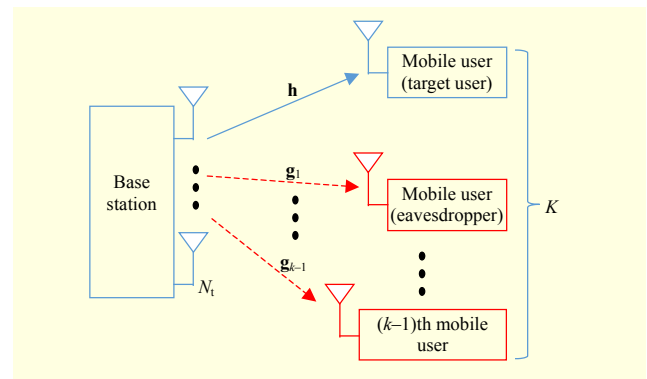 Mobile user
(target user)
h
Base
station
g1
Mobile user
(eavesdropper)
K
gk–1
Nt
(k–1)th mobile
user